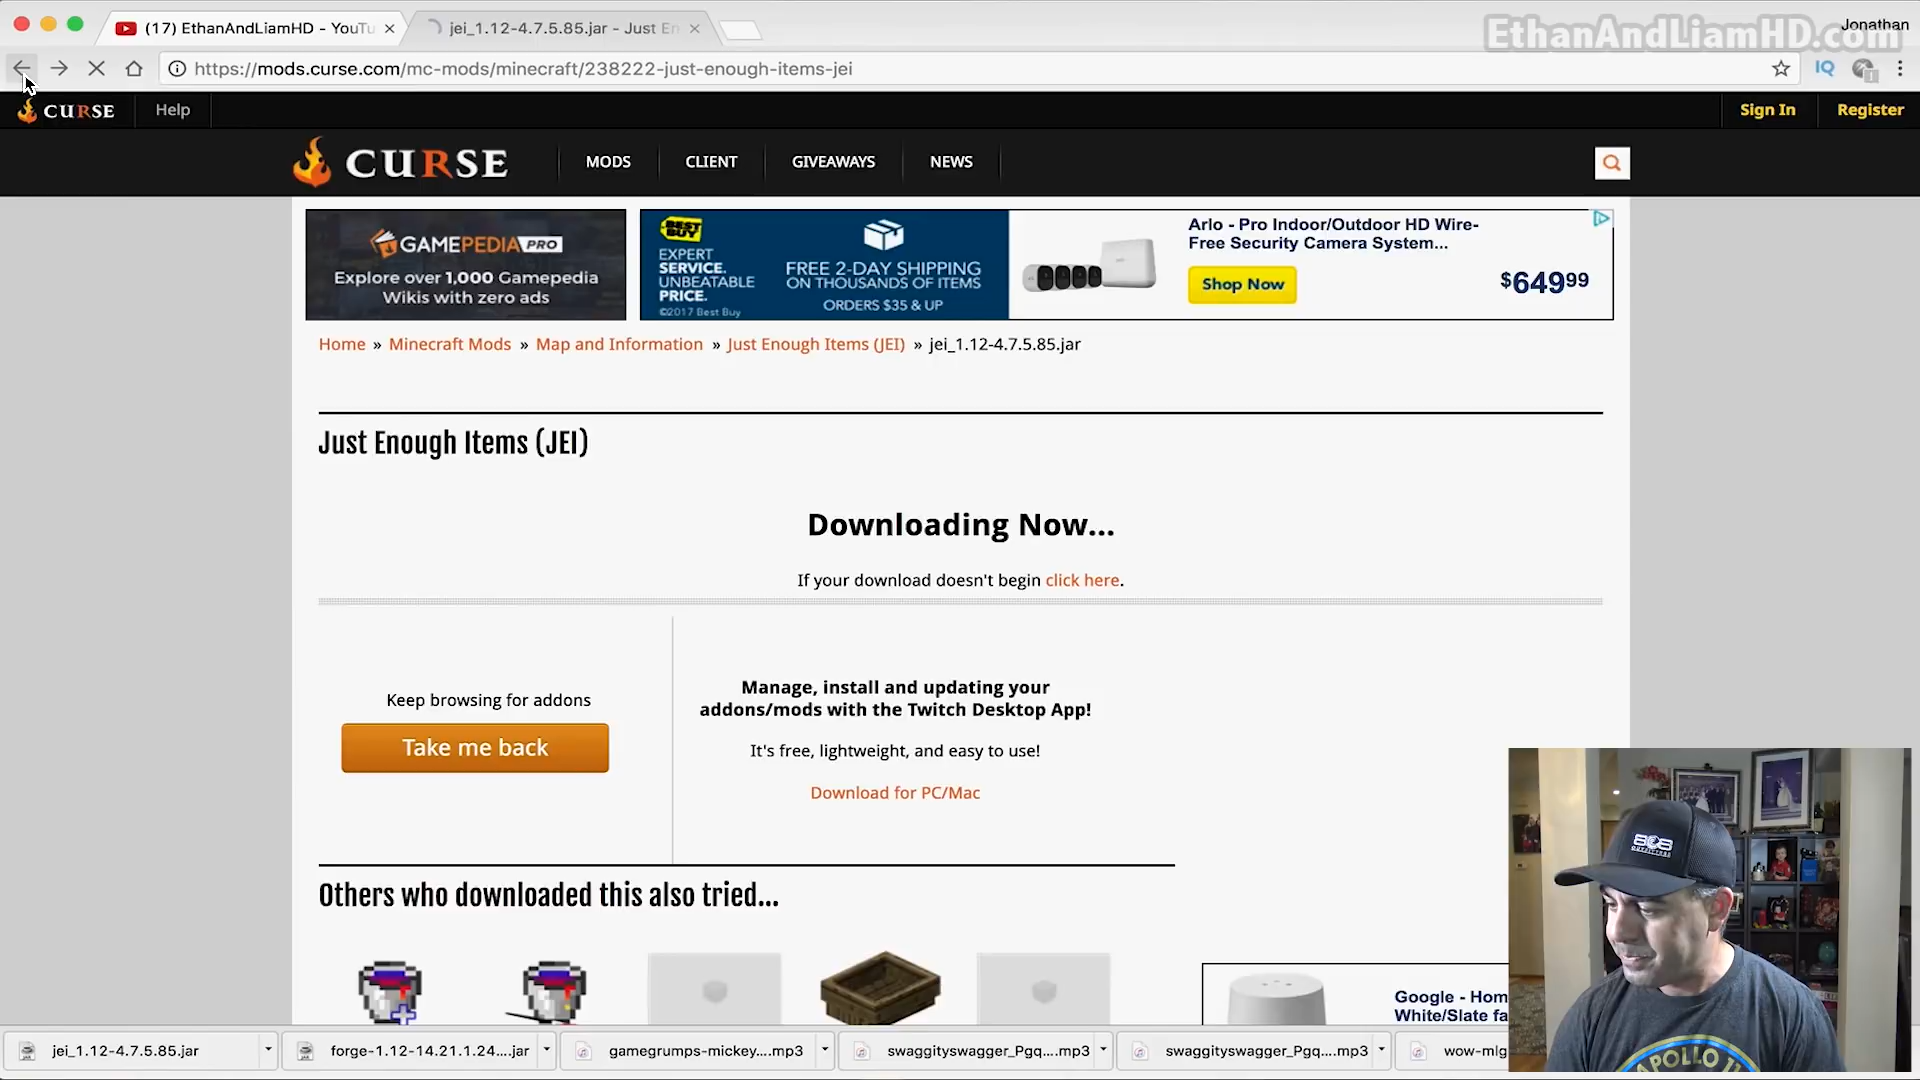 (17) EthanAndLiamHD - YouTu
jei_1.12-4.7.5.85.jar - Just En
Jonathan
EthanAndLiamHD.com
https://mods.curse.com/mc-mods/minecraft/238222-just-enough-items-jei
IQ
1
CURSE
Help
Sign In
Register
CURSE
MODS
CLIENT
GIVEAWAYS
NEWS
GAMEPEDIA PRO
Explore over 1,000 Gamepedia
Wikis with zero ads
BEST BUY
EXPERT
SERVICE.
UNBEATABLE
PRICE.
©2017 Best Buy
FREE 2-DAY SHIPPING
ON THOUSANDS OF ITEMS
ORDERS $35 & UP
Arlo - Pro Indoor/Outdoor HD Wire-
Free Security Camera System...
Shop Now
$64999
Home » Minecraft Mods » Map and Information » Just Enough Items (JEI) » jei_1.12-4.7.5.85.jar
Just Enough Items (JEI)
Downloading Now...
If your download doesn't begin click here.
Keep browsing for addons
Take me back
Manage, install and updating your
addons/mods with the Twitch Desktop App!
It's free, lightweight, and easy to use!
Download for PC/Mac
Others who downloaded this also tried...
Google - Hom
White/Slate fa
APOLLO 11
jei_1.12-4.7.5.85.jar
forge-1.12-14.21.1.24....jar
gamegrumps-mickey....mp3
swaggityswagger_Pgq....mp3
swaggityswagger_Pgq....mp3
wow-mlg